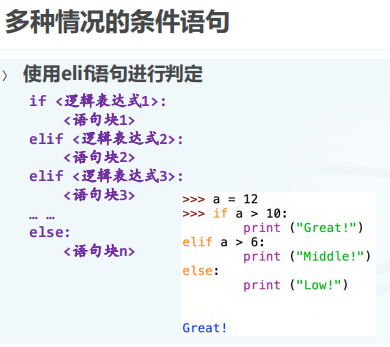 多种情况的条件语句
〉 使用elif语句进行判定
if <逻辑表达式1>:
    <语句块1>
elif <逻辑表达式2>:
    <语句块2>
elif <逻辑表达式3>:
    <语句块3>
… …
else:
    <语句块n>
>>> a = 12
>>> if a > 10:
        print ("Great!")
elif a > 6:
        print ("Middle!")
else:
        print ("Low!")
Great!